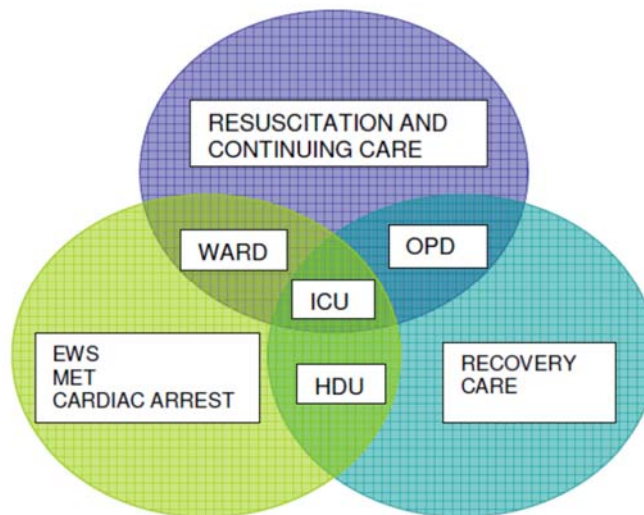 RESUSCITATION AND
CONTINUING CARE
WARD
OPD
ICU
EWS
MET
CARDIAC ARREST
HDU
RECOVERY
CARE